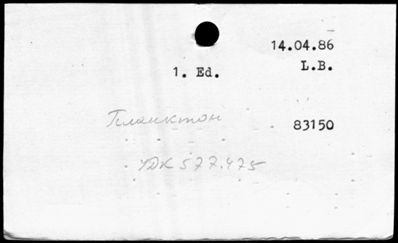 14.04.86
1. Ed. L.B.
Планктон 83150
УДК 577.475